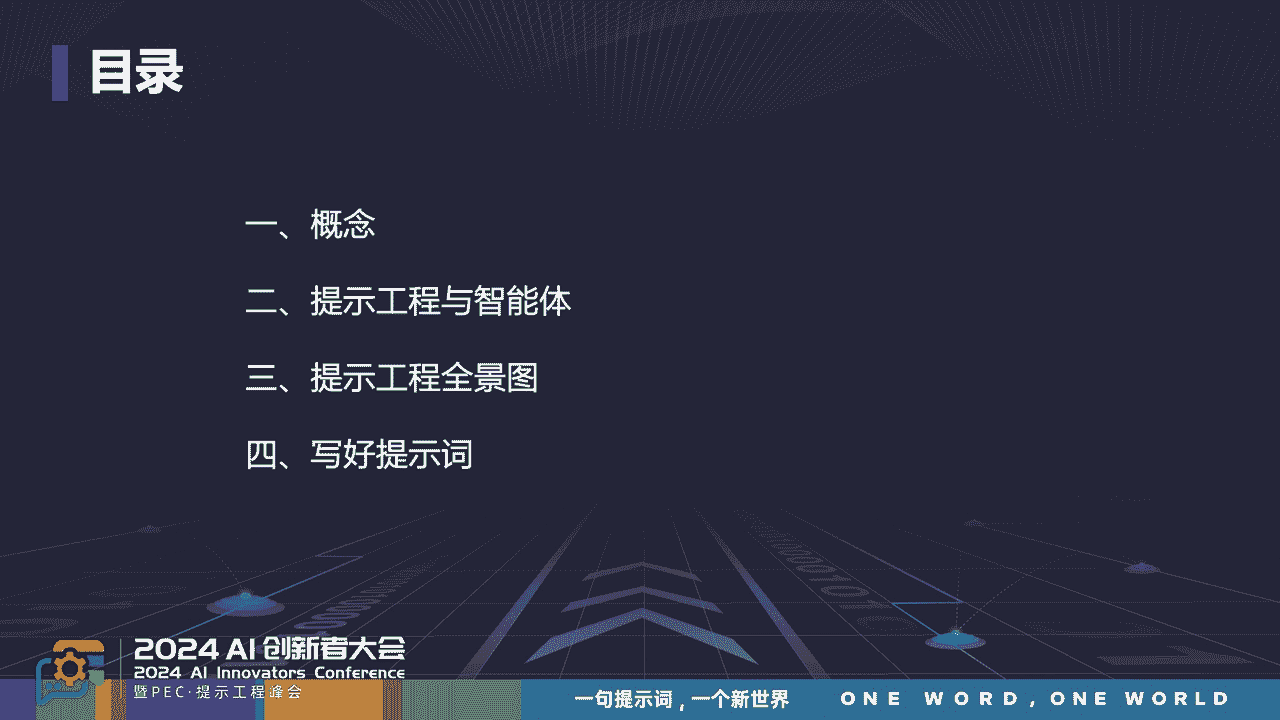 目录
一、概念
二、提示工程与智能体
三、提示工程全景图
四、写好提示词
2024 AI 创新者大会
2024 AI Innovators Conference
暨PEC·提示工程峰会
一句提示词，一个新世界
ONE WORD, ONE WORLD